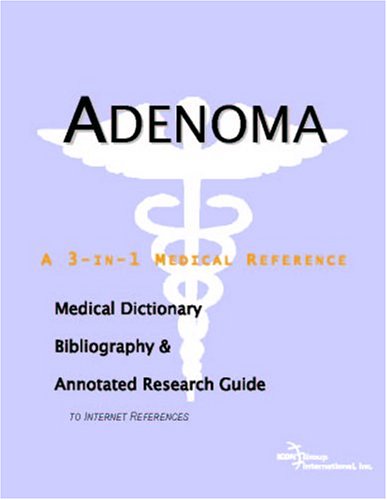 ADENOMA
A 3-IN-1 MEDICAL REFERENCE
Medical Dictionary
Bibliography &
Annotated Research Guide
TO INTERNET REFERENCES
ICON Group
International, Inc.